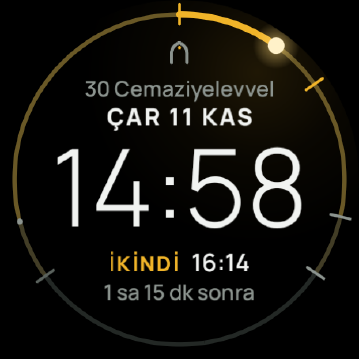 30 Cemaziyelevvel
ÇAR 11 KAS
14:58
İKİNDİ 16:14
1 sa 15 dk sonra